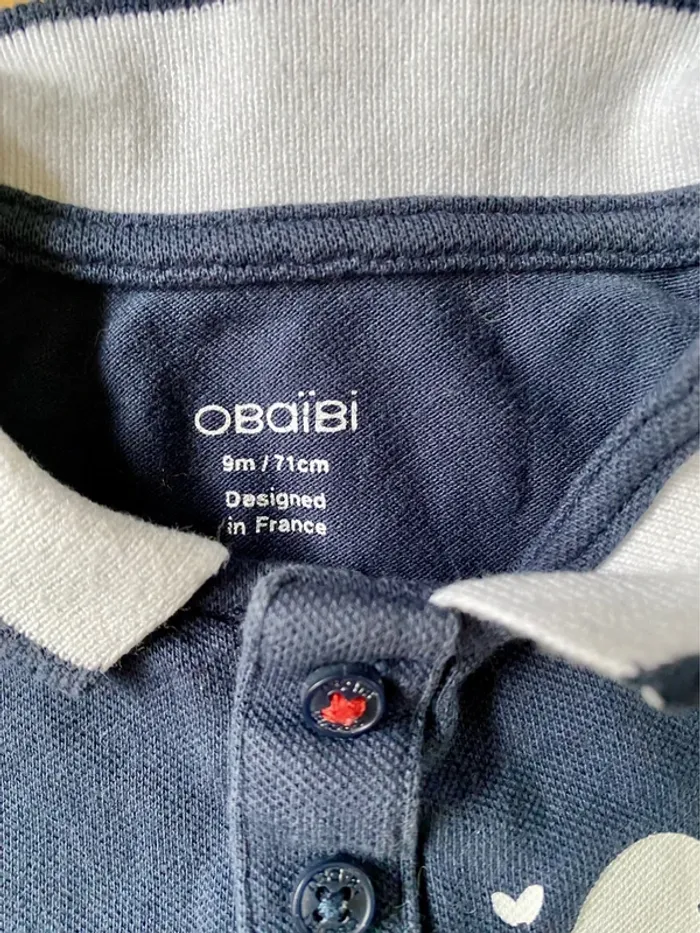 OBaïBi
9m / 71cm
Designed
in France